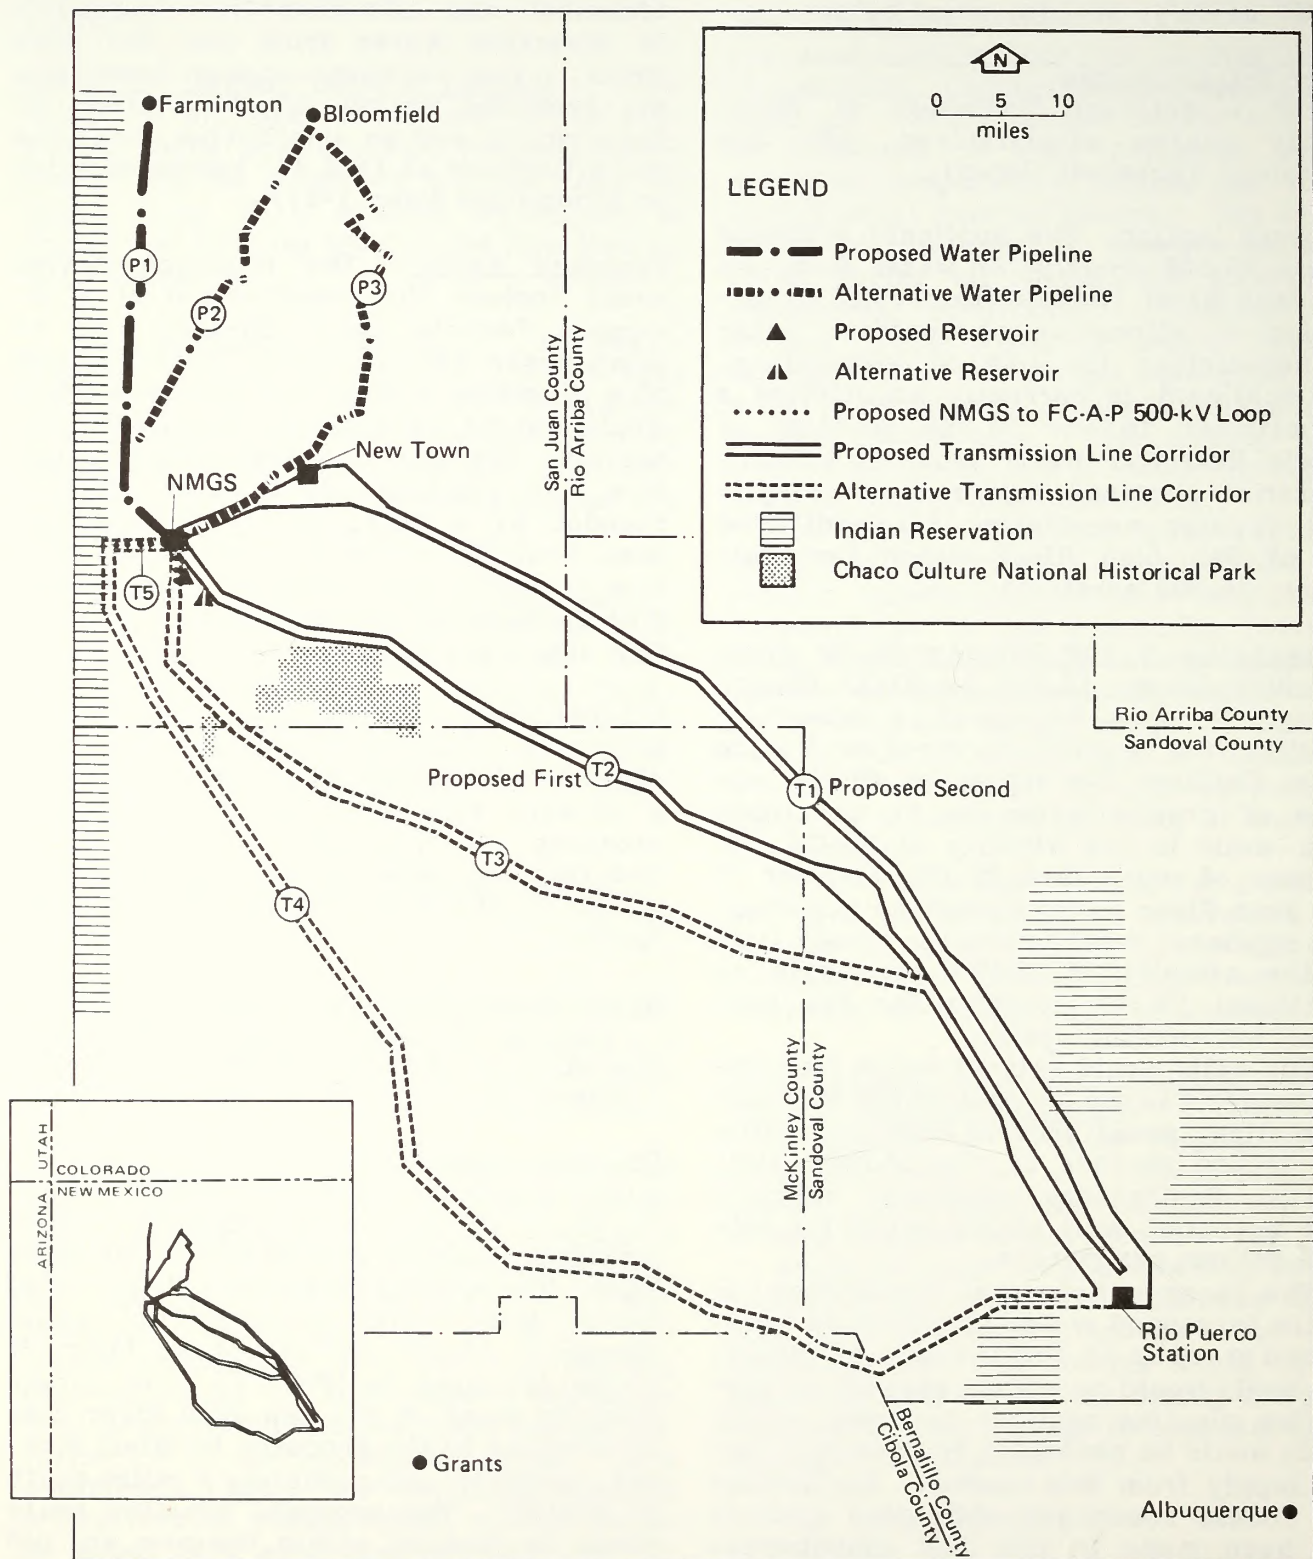 N
0 5 10
miles
LEGEND
Proposed Water Pipeline
Alternative Water Pipeline
Proposed Reservoir
Alternative Reservoir
Proposed NMGS to FC-A-P 500-kV Loop
Proposed Transmission Line Corridor
Alternative Transmission Line Corridor
Indian Reservation
Chaco Culture National Historical Park
Farmington
Bloomfield
P1
P2
P3
San Juan County
Rio Arriba County
New Town
NMGS
T5
Rio Arriba County
Sandoval County
Proposed First
T2
T1
Proposed Second
T3
T4
McKinley County
Sandoval County
UTAH
COLORADO
ARIZONA
NEW MEXICO
Rio Puerco
Station
Bernalillo County
Cibola County
Grants
Albuquerque